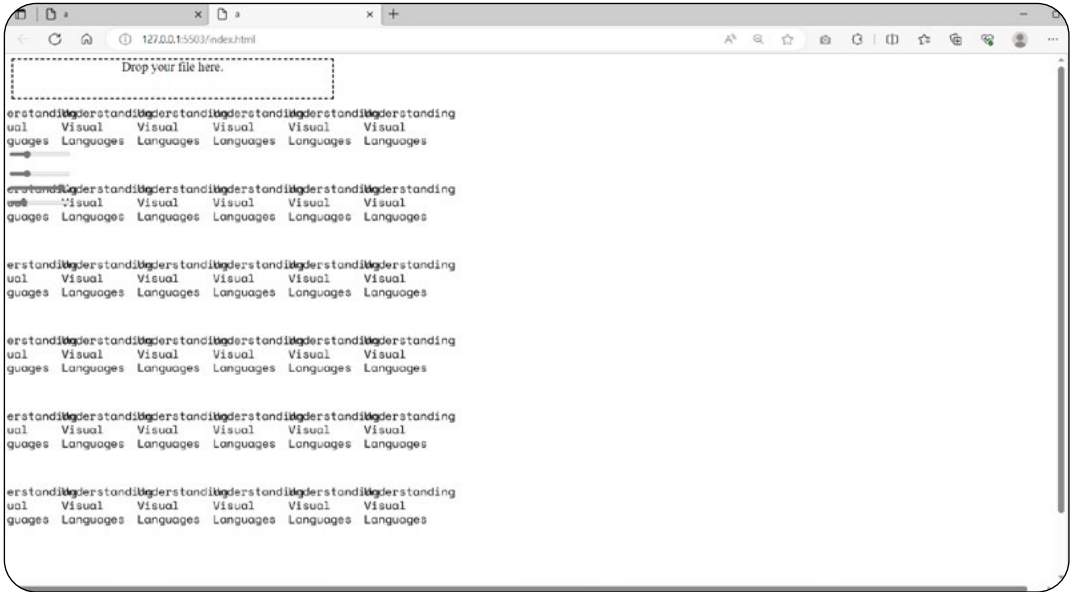 a a
127.0.0.1:5503/index.html
Drop your file here.
erstandingUnderstandingUnderstandingUnderstandingUnderstandingUnderstanding
ual Visual Visual Visual Visual Visual
guages Languages Languages Languages Languages Languages
erstandingUnderstandingUnderstandingUnderstandingUnderstandingUnderstanding
ual Visual Visual Visual Visual Visual
guages Languages Languages Languages Languages Languages
erstandingUnderstandingUnderstandingUnderstandingUnderstandingUnderstanding
ual Visual Visual Visual Visual Visual
guages Languages Languages Languages Languages Languages
erstandingUnderstandingUnderstandingUnderstandingUnderstandingUnderstanding
ual Visual Visual Visual Visual Visual
guages Languages Languages Languages Languages Languages
erstandingUnderstandingUnderstandingUnderstandingUnderstandingUnderstanding
ual Visual Visual Visual Visual Visual
guages Languages Languages Languages Languages Languages
erstandingUnderstandingUnderstandingUnderstandingUnderstandingUnderstanding
ual Visual Visual Visual Visual Visual
guages Languages Languages Languages Languages Languages